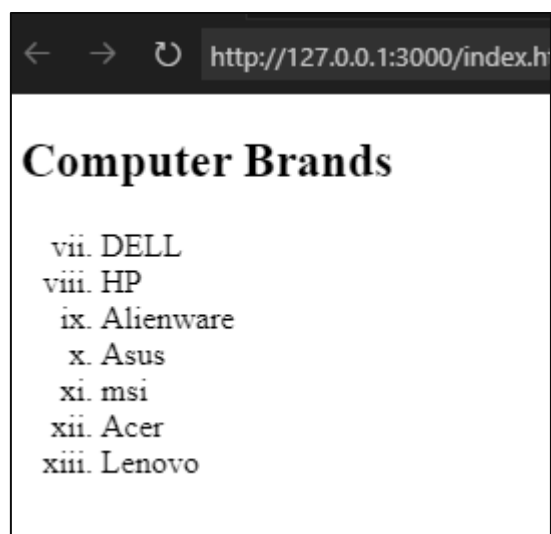 http://127.0.0.1:3000/index.h
Computer Brands
vii. DELL
viii. HP
ix. Alienware
x. Asus
xi. msi
xii. Acer
xiii. Lenovo